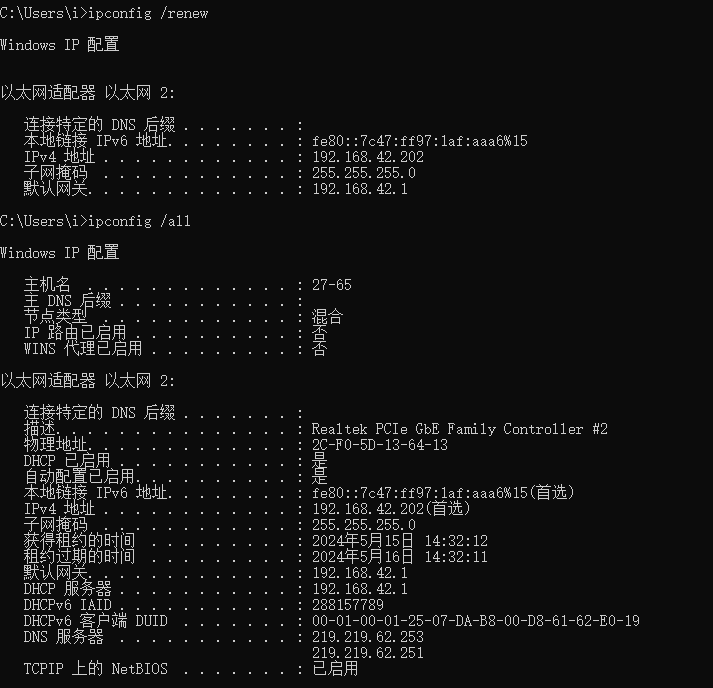 C:\Users\i>ipconfig /renew
Windows IP 配置
以太网适配器 以太网 2:
连接特定的 DNS 后缀 . . . . . . . :
本地链接 IPv6 地址. . . . . . . . : fe80::7c47:ff97:1af:aaa6%15
IPv4 地址 . . . . . . . . . . . . : 192.168.42.202
子网掩码  . . . . . . . . . . . . : 255.255.255.0
默认网关. . . . . . . . . . . . . : 192.168.42.1
C:\Users\i>ipconfig /all
Windows IP 配置
主机名  . . . . . . . . . . . . . : 27-65
主 DNS 后缀 . . . . . . . . . . . :
节点类型  . . . . . . . . . . . . : 混合
IP 路由已启用 . . . . . . . . . . : 否
WINS 代理已启用 . . . . . . . . . : 否
以太网适配器 以太网 2:
连接特定的 DNS 后缀 . . . . . . . :
描述. . . . . . . . . . . . . . . : Realtek PCIe GbE Family Controller #2
物理地址. . . . . . . . . . . . . : 2C-F0-5D-13-64-13
DHCP 已启用 . . . . . . . . . . . : 是
自动配置已启用. . . . . . . . . . : 是
本地链接 IPv6 地址. . . . . . . . : fe80::7c47:ff97:1af:aaa6%15(首选)
IPv4 地址 . . . . . . . . . . . . : 192.168.42.202(首选)
子网掩码  . . . . . . . . . . . . : 255.255.255.0
获得租约的时间  . . . . . . . . . : 2024年5月15日 14:32:12
租约过期的时间  . . . . . . . . . : 2024年5月16日 14:32:11
默认网关. . . . . . . . . . . . . : 192.168.42.1
DHCP 服务器 . . . . . . . . . . . : 192.168.42.1
DHCPv6 IAID . . . . . . . . . . . : 288157789
DHCPv6 客户端 DUID  . . . . . . . : 00-01-00-01-25-07-DA-B8-00-D8-61-62-E0-19
DNS 服务器  . . . . . . . . . . . : 219.219.62.253
219.219.62.251
TCPIP 上的 NetBIOS  . . . . . . . : 已启用